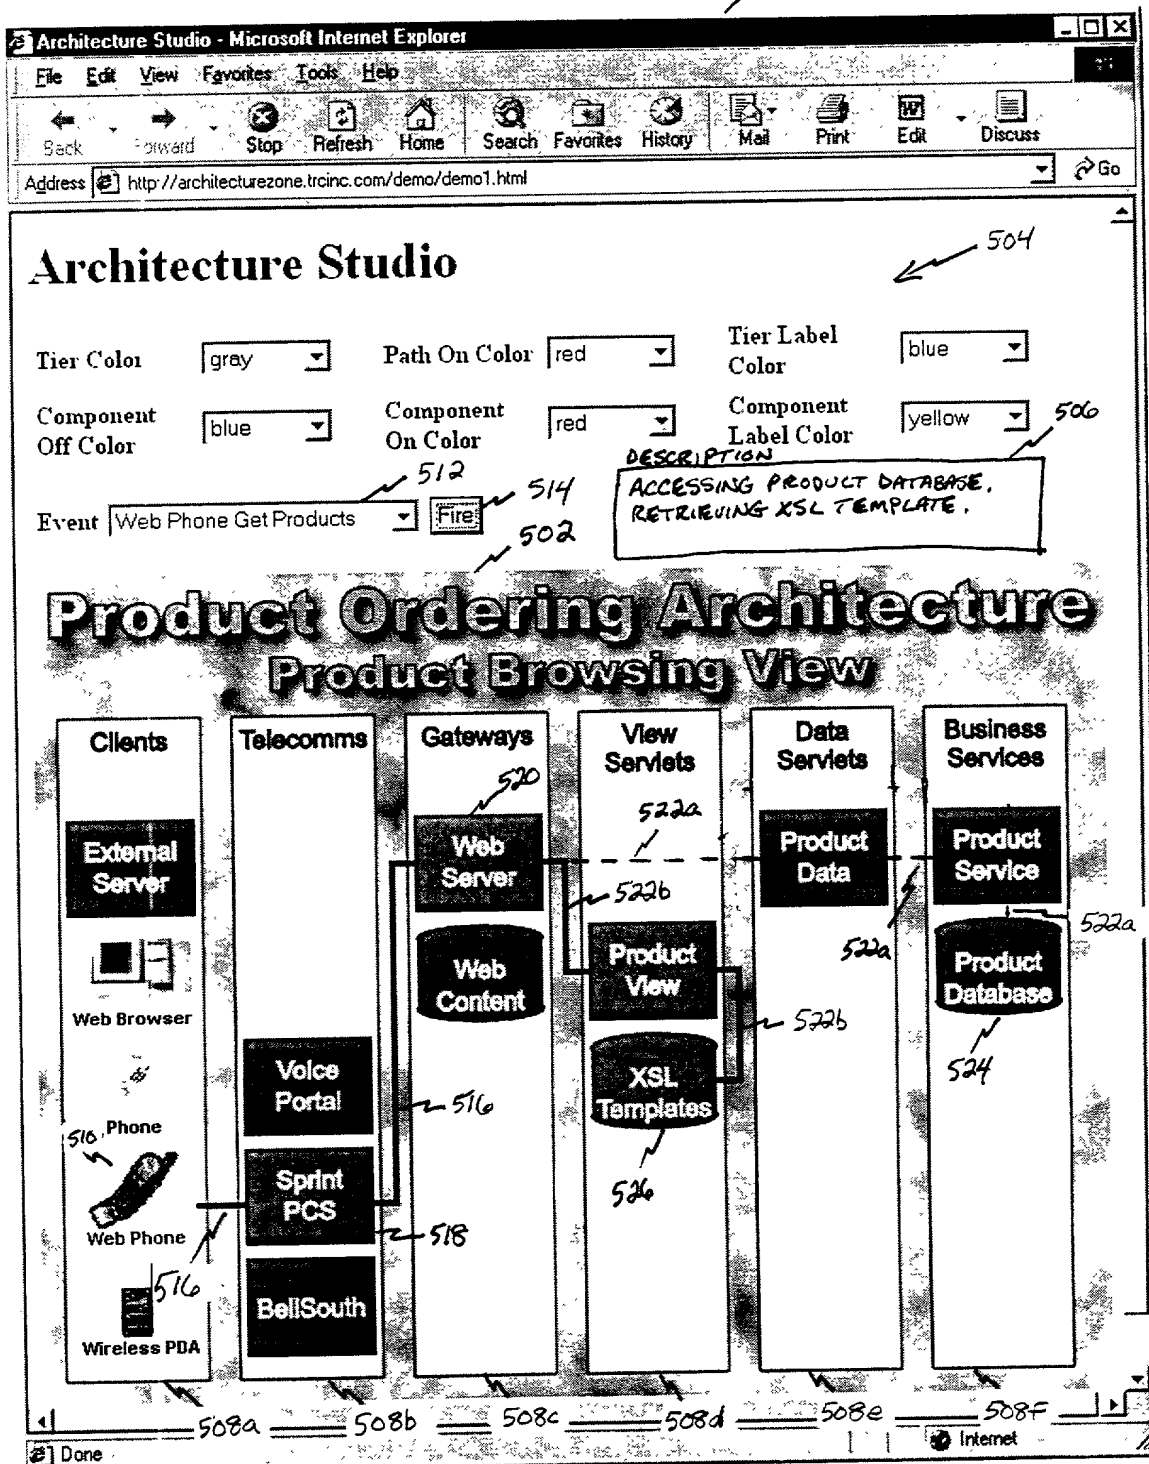 Architecture Studio - Microsoft Internet Explorer
File Edit View Favorites Tools Help
Back Forward Stop Refresh Home Search Favorites History Mail Print Edit Discuss
Address http://architecturezone.trcinc.com/demo/demo1.html Go
Architecture Studio
504
Tier Color gray Path On Color red Tier Label Color blue
Component Off Color blue Component On Color red Component Label Color yellow
506
DESCRIPTION
ACCESSING PRODUCT DATABASE.
RETRIEVING XSL TEMPLATE.
512
514
Event Web Phone Get Products Fire
502
Product Ordering Architecture
Product Browsing View
Clients
Telecomms
Gateways
View Servlets
Data Servlets
Business Services
520
522a
External Server
Web Server
Product Data
Product Service
522b
522a
522a
Web Browser
Web Content
Product View
Product Database
522b
524
Voice Portal
XSL Templates
516
Phone
510
526
Sprint PCS
Web Phone
518
516
BellSouth
Wireless PDA
508a 508b 508c 508d 508e 508f
Done
Internet